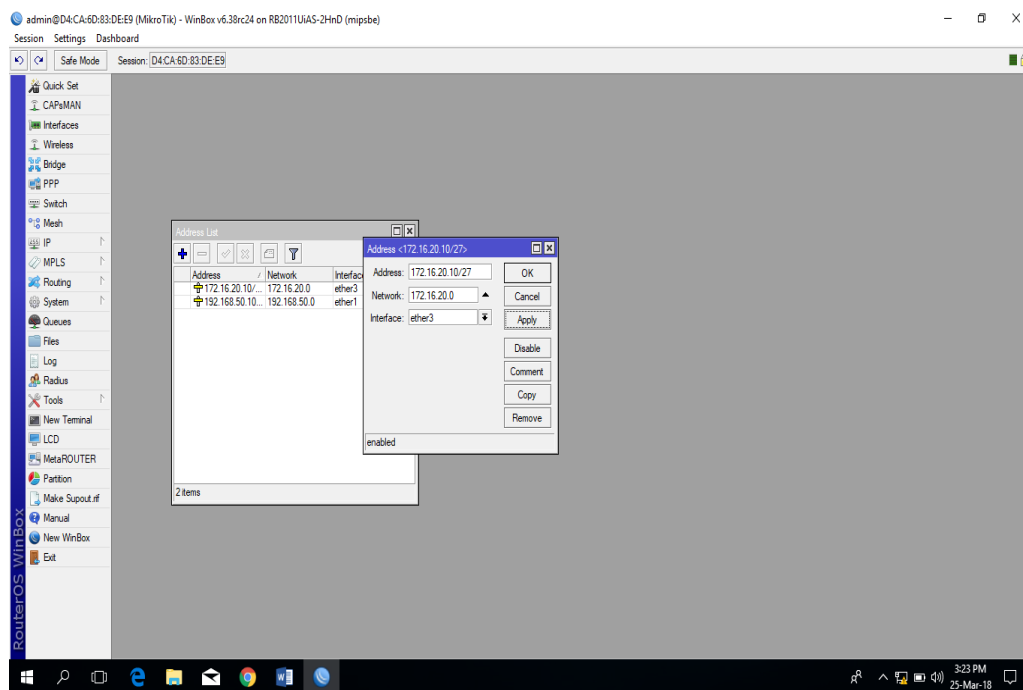 admin@D4:CA:6D:83:DE:E9 (MikroTik) - WinBox v6.38rc24 on RB2011UiAS-2HnD (mipsbe)
Session Settings Dashboard
Safe Mode Session: D4:CA:6D:83:DE:E9
Quick Set
CAPsMAN
Interfaces
Wireless
Bridge
PPP
Switch
Mesh
IP
MPLS
Routing
System
Queues
Files
Log
Radius
Tools
New Terminal
LCD
MetaROUTER
Partition
Make Supout.rif
Manual
New WinBox
Exit
RouterOS WinBox
Address List
Address Network Interfac
172.16.20.10/... 172.16.20.0 ether3
192.168.50.10... 192.168.50.0 ether1
2 items
Address <172.16.20.10/27>
Address: 172.16.20.10/27
Network: 172.16.20.0
Interface: ether3
OK
Cancel
Apply
Disable
Comment
Copy
Remove
enabled
3:23 PM
25-Mar-18